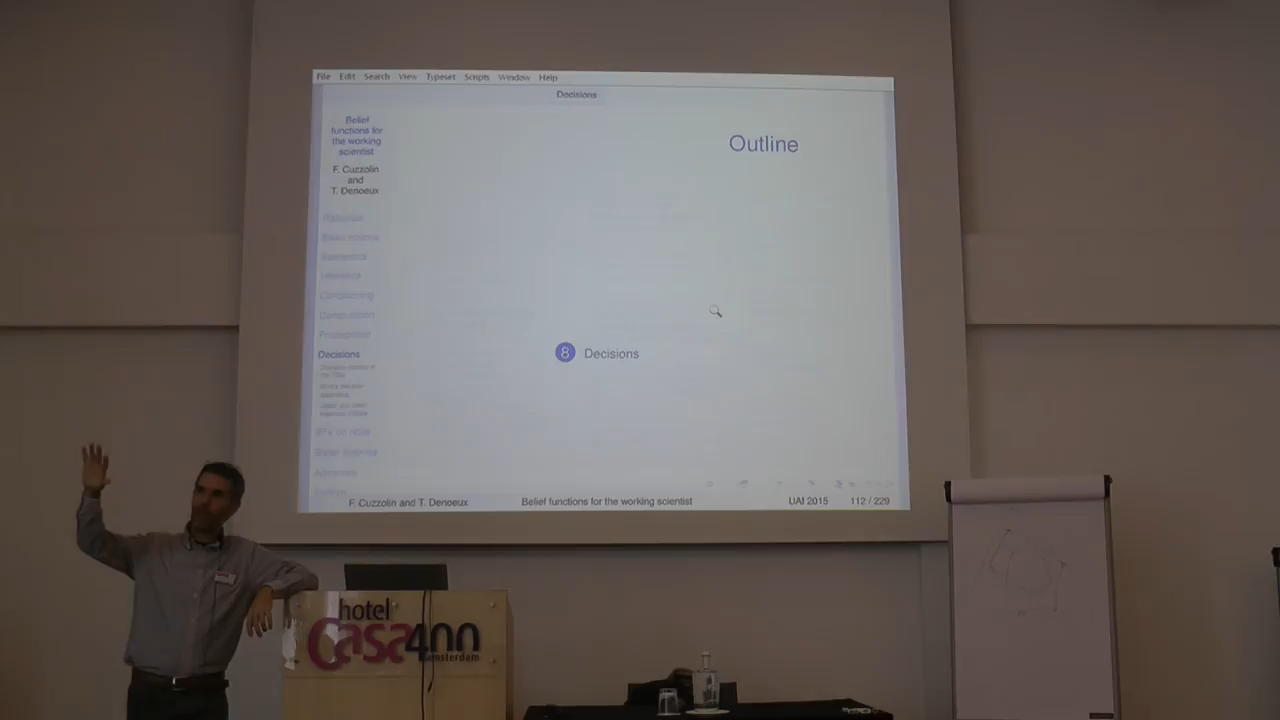 File Edit Search View Typeset Scripts Window Help
Decisions
Belief
functions for
the working
scientist
F. Cuzzolin
and
T. Denoeux
Outline
Decisions
8 Decisions
F. Cuzzolin and T. Denoeux Belief functions for the working scientist UAI 2015 112 / 229
hotel
Casa400
amsterdam